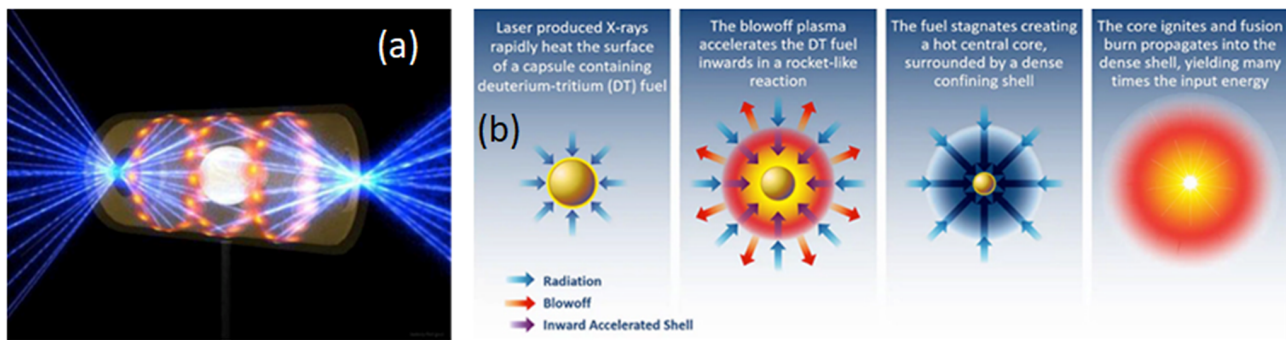 (a)
(b)
Laser produced X-rays
rapidly heat the surface
of a capsule containing
deuterium-tritium (DT) fuel
The blowoff plasma
accelerates the DT fuel
inwards in a rocket-like
reaction
The fuel stagnates creating
a hot central core,
surrounded by a dense
confining shell
The core ignites and fusion
burn propagates into the
dense shell, yielding many
times the input energy
Radiation
Blowoff
Inward Accelerated Shell